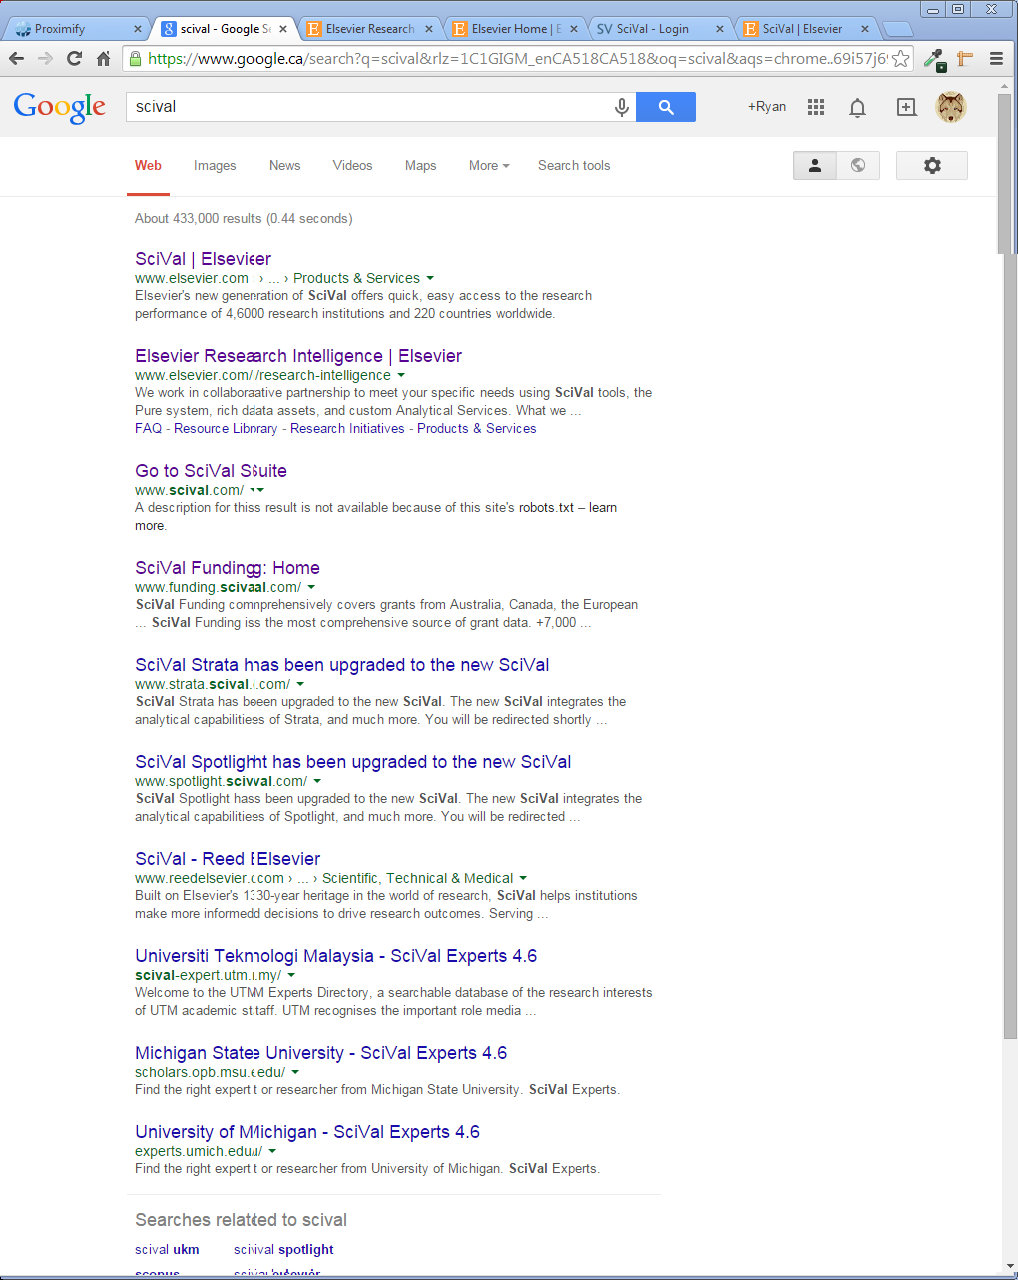 Proximify
scival - Google Se
Elsevier Research
Elsevier Home | E
SciVal - Login
SciVal | Elsevier
https://www.google.ca/search?q=scival&rlz=1C1GIGM_enCA518CA518&oq=scival&aqs=chrome..69i57j69
Google
scival
+Ryan
Web Images News Videos Maps More Search tools
About 433,000 results (0.44 seconds)
SciVal | Elsevier
www.elsevier.com › ... › Products & Services
Elsevier's new generation of SciVal offers quick, easy access to the research
performance of 4,6000 research institutions and 220 countries worldwide.
Elsevier Research Intelligence | Elsevier
www.elsevier.com//research-intelligence
We work in collaboraative partnership to meet your specific needs using SciVal tools, the
Pure system, rich data assets, and custom Analytical Services. What we ...
FAQ - Resource Library - Research Initiatives - Products & Services
Go to SciVal Suite
www.scival.com/
A description for thiss result is not available because of this site's robots.txt – learn
more.
SciVal Funding: Home
www.funding.scivaal.com/
SciVal Funding comprehensively covers grants from Australia, Canada, the European
... SciVal Funding iss the most comprehensive source of grant data. +7,000 ...
SciVal Strata has been upgraded to the new SciVal
www.strata.scival.com/
SciVal Strata has beeen upgraded to the new SciVal. The new SciVal integrates the
analytical capabilitiees of Strata, and much more. You will be redirected shortly ...
SciVal Spotlight has been upgraded to the new SciVal
www.spotlight.scival.com/
SciVal Spotlight hass been upgraded to the new SciVal. The new SciVal integrates the
analytical capabilitiees of Spotlight, and much more. You will be redirected ...
SciVal - Reed Elsevier
www.reedelsevier.com › ... › Scientific, Technical & Medical
Built on Elsevier's 130-year heritage in the world of research, SciVal helps institutions
make more informedd decisions to drive research outcomes. Serving ...
Universiti Teknologi Malaysia - SciVal Experts 4.6
scival-expert.utm.my/
Welcome to the UTM Experts Directory, a searchable database of the research interests
of UTM academic sttaff. UTM recognises the important role media ...
Michigan State University - SciVal Experts 4.6
scholars.opb.msu.edu/
Find the right expertt or researcher from Michigan State University. SciVal Experts.
University of Michigan - SciVal Experts 4.6
experts.umich.edu/
Find the right expertt or researcher from University of Michigan. SciVal Experts.
Searches related to scival
scival ukm scival spotlight
scopus scival elsevier